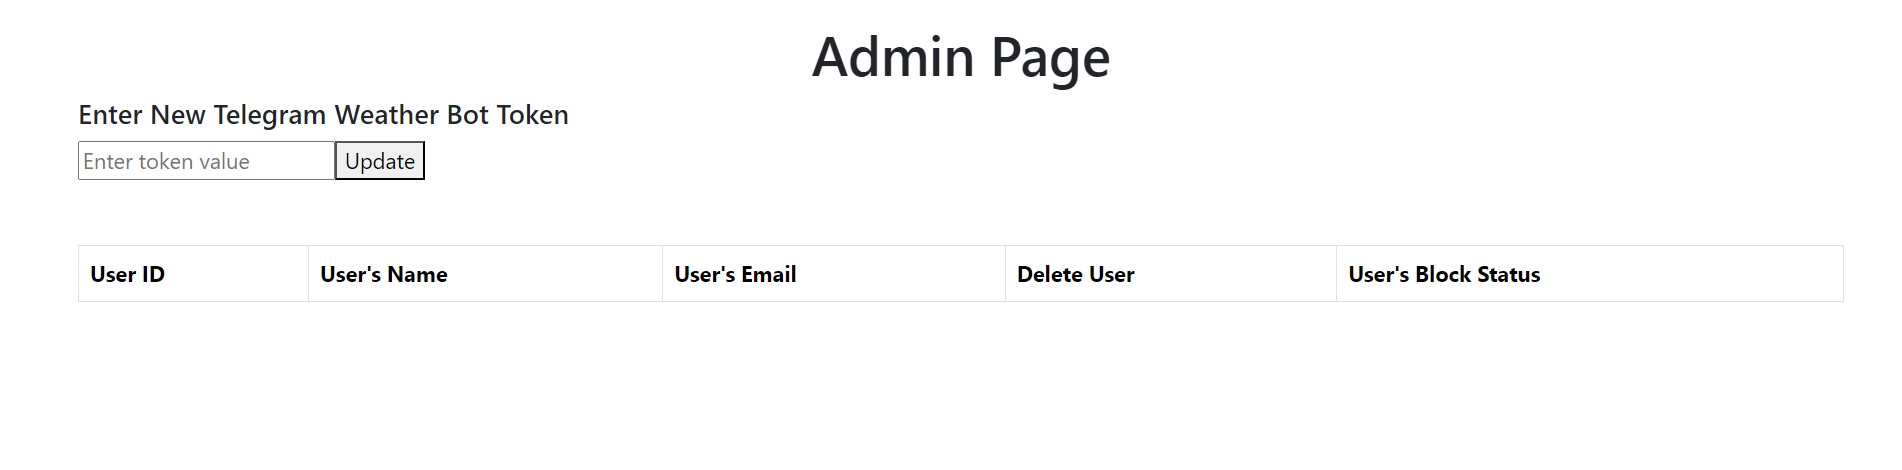 Admin Page
Enter New Telegram Weather Bot Token
Enter token value Update
User ID User's Name User's Email Delete User User's Block Status